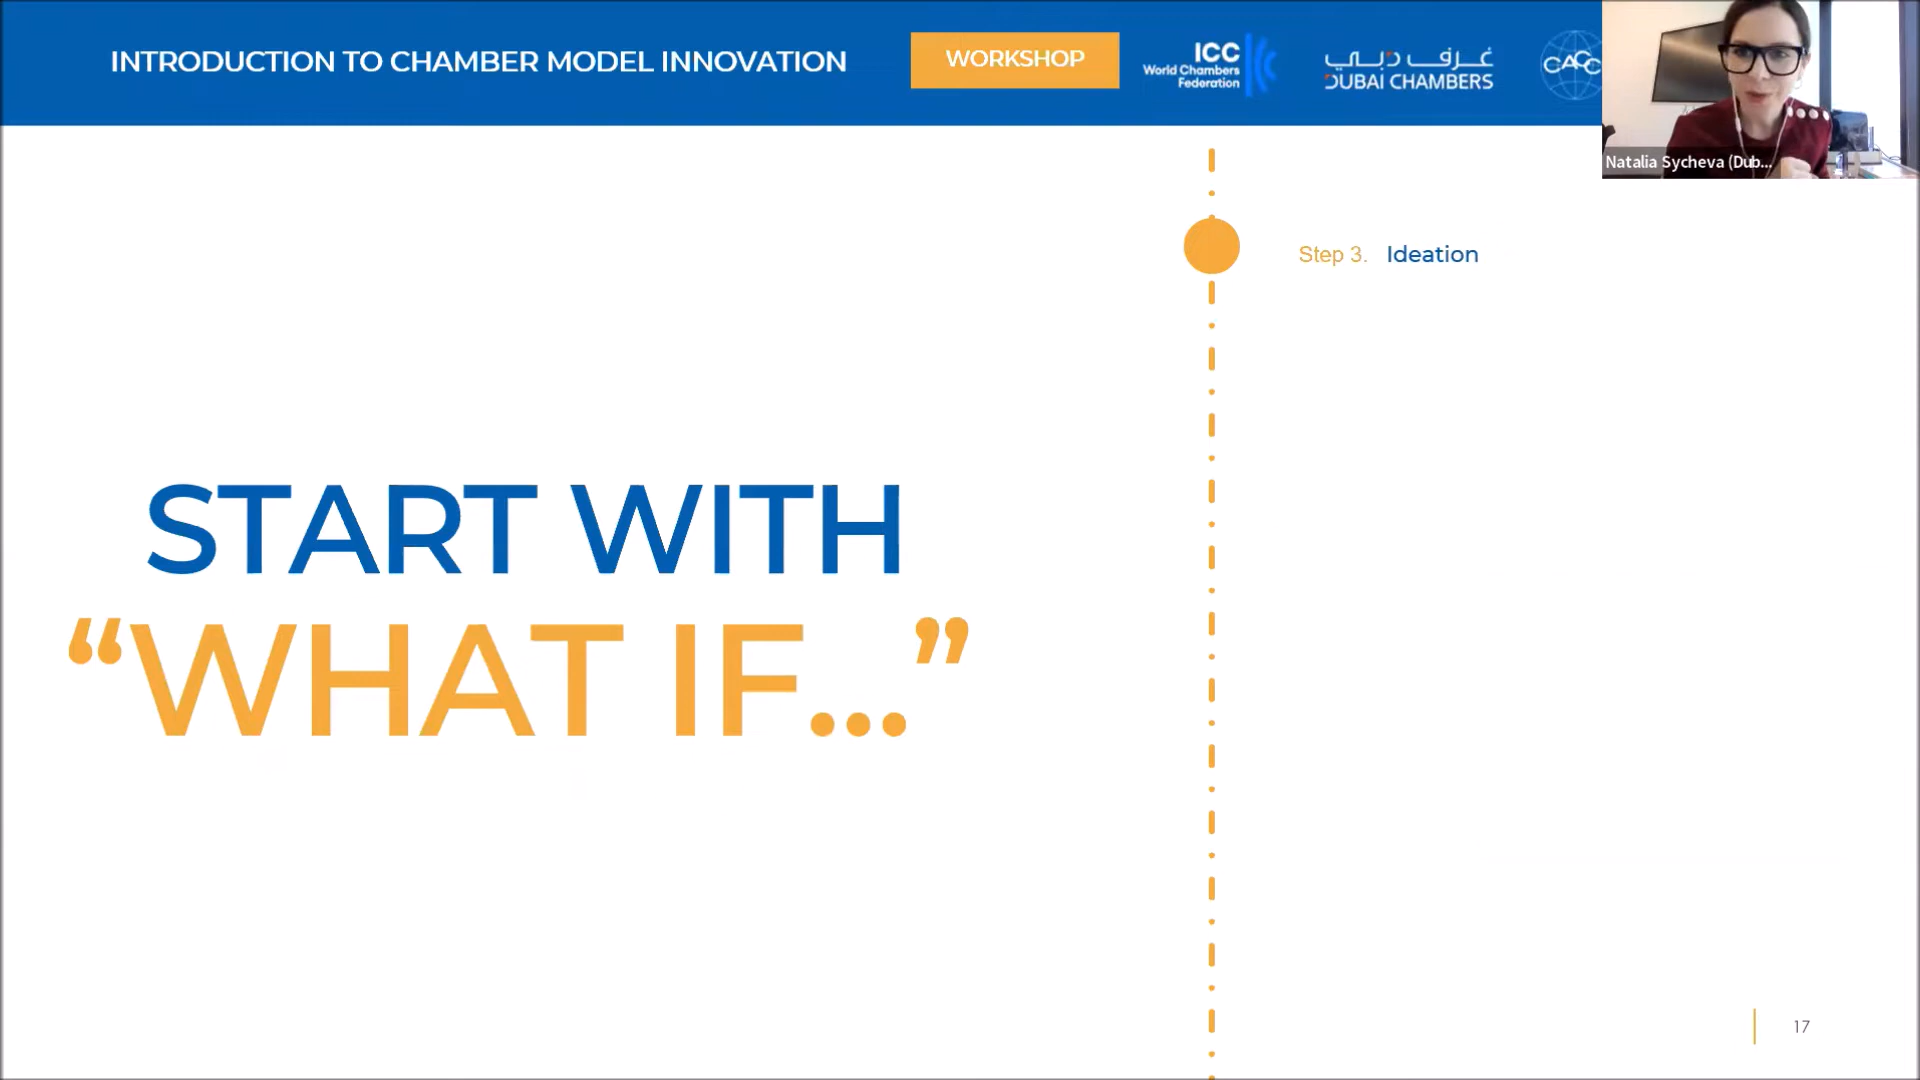 INTRODUCTION TO CHAMBER MODEL INNOVATION
WORKSHOP
ICC
World Chambers
Federation
غرف دبي
DUBAI CHAMBERS
CACC
Natalia Sycheva (Dub...
Step 3. Ideation
START WITH
“WHAT IF...”
17